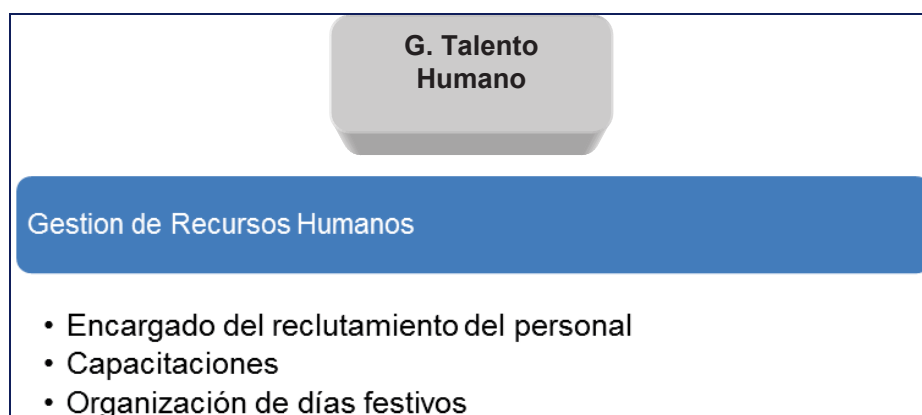 G. Talento
Humano
Gestion de Recursos Humanos
• Encargado del reclutamiento del personal
• Capacitaciones
• Organización de días festivos